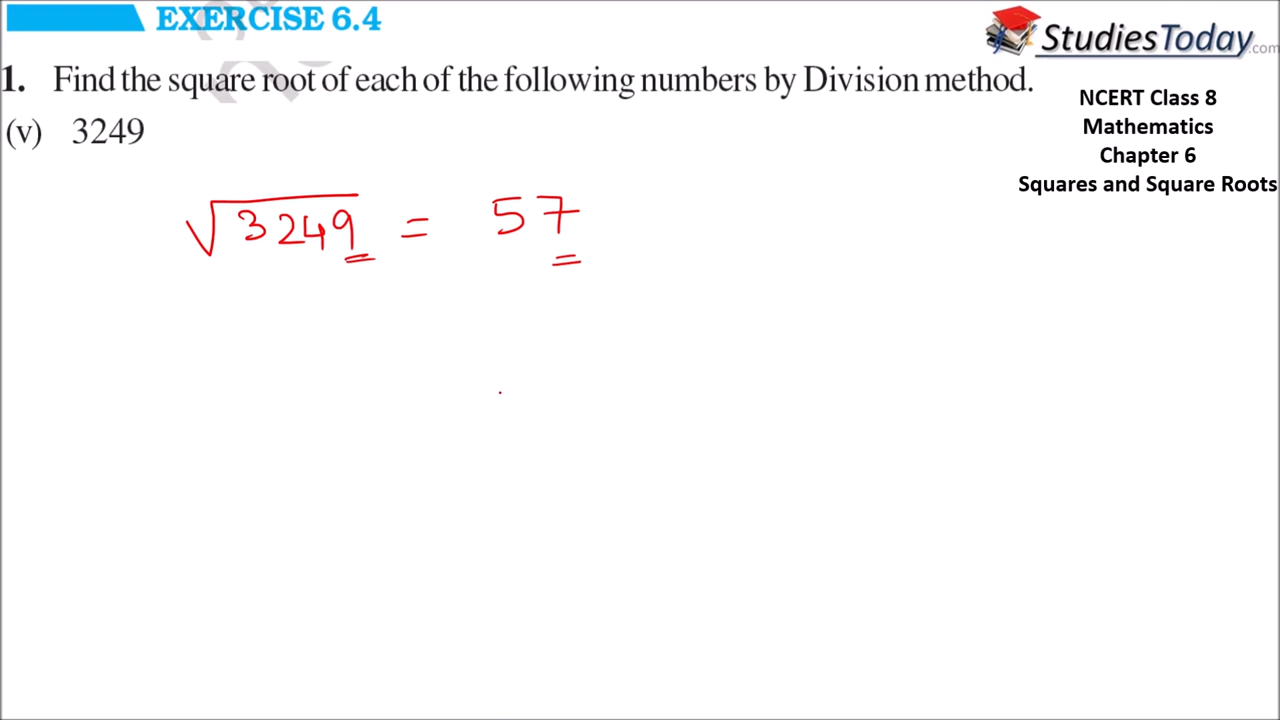 EXERCISE 6.4
StudiesToday.com
1. Find the square root of each of the following numbers by Division method.
NCERT Class 8
Mathematics
Chapter 6
Squares and Square Roots
(v) 3249
√3249 = 57